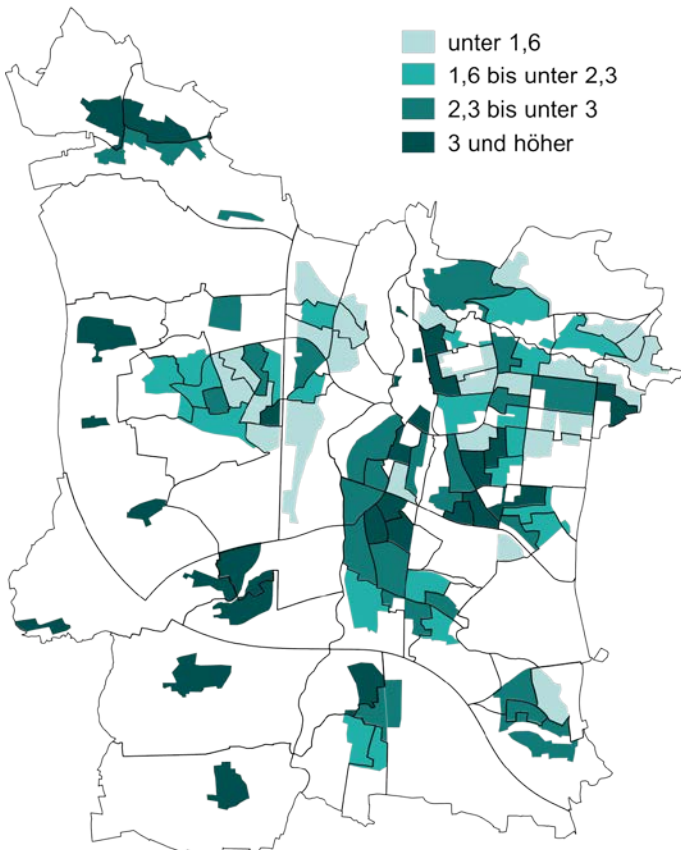 unter 1,6
1,6 bis unter 2,3
2,3 bis unter 3
3 und höher